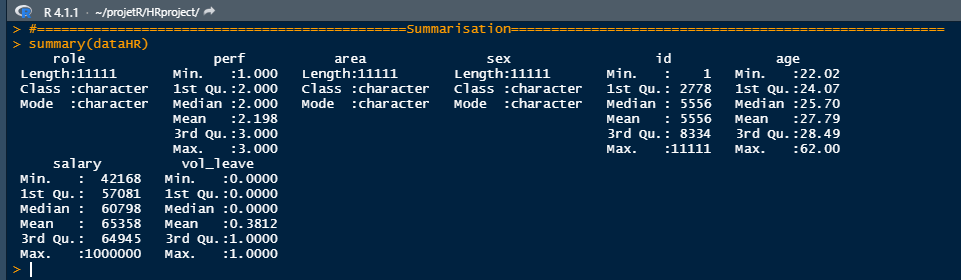 R 4.1.1 · ~/projetR/HRproject/
> #==============================================Summarisation======================================================
> summary(dataHR)
     role                perf           area               sex                  id             age
 Length:11111       Min.   :1.000   Length:11111       Length:11111       Min.   :    1   Min.   :22.02
 Class :character   1st Qu.:2.000   Class :character   Class :character   1st Qu.: 2778   1st Qu.:24.07
 Mode  :character   Median :2.000   Mode  :character   Mode  :character   Median : 5556   Median :25.70
                    Mean   :2.198                                         Mean   : 5556   Mean   :27.79
                    3rd Qu.:3.000                                         3rd Qu.: 8334   3rd Qu.:28.49
                    Max.   :3.000                                         Max.   :11111   Max.   :62.00
     salary          vol_leave
 Min.   :  42168   Min.   :0.0000
 1st Qu.:  57081   1st Qu.:0.0000
 Median :  60798   Median :0.0000
 Mean   :  65358   Mean   :0.3812
 3rd Qu.:  64945   3rd Qu.:1.0000
 Max.   :1000000   Max.   :1.0000
>